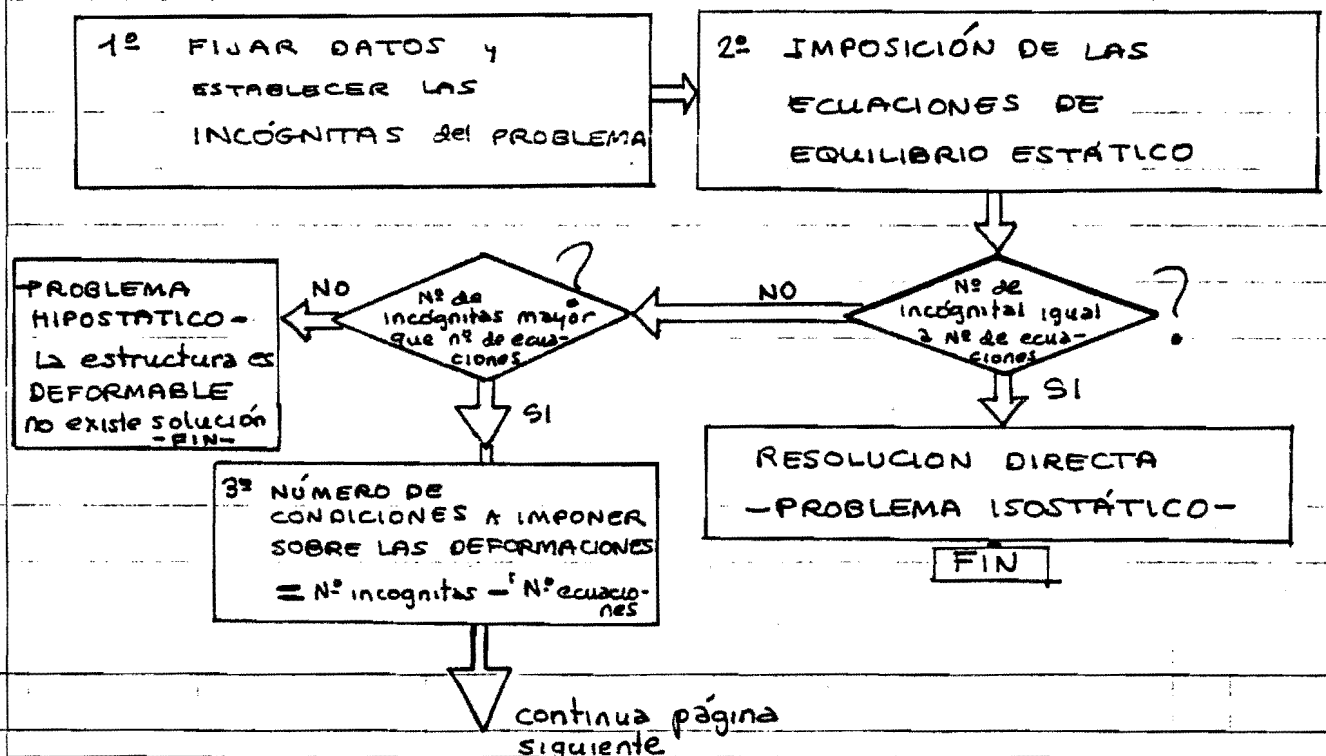 1º FIJAR DATOS y
ESTABLECER LAS
INCÓGNITAS del PROBLEMA
2º IMPOSICIÓN DE LAS
ECUACIONES DE
EQUILIBRIO ESTÁTICO
Nº de
incógnitas igual
a Nº de ecua-
ciones
?
NO
SI
Nº de
incógnitas mayor
que nº de ecua-
ciones
?
NO
SI
-PROBLEMA
HIPOSTATICO-
La estructura es
DEFORMABLE
no existe solución
-FIN-
RESOLUCION DIRECTA
-PROBLEMA ISOSTÁTICO-
FIN
3º NÚMERO DE
CONDICIONES A IMPONER
SOBRE LAS DEFORMACIONES
= Nº incognitas - Nº ecuacio-
nes
continua página
siguiente